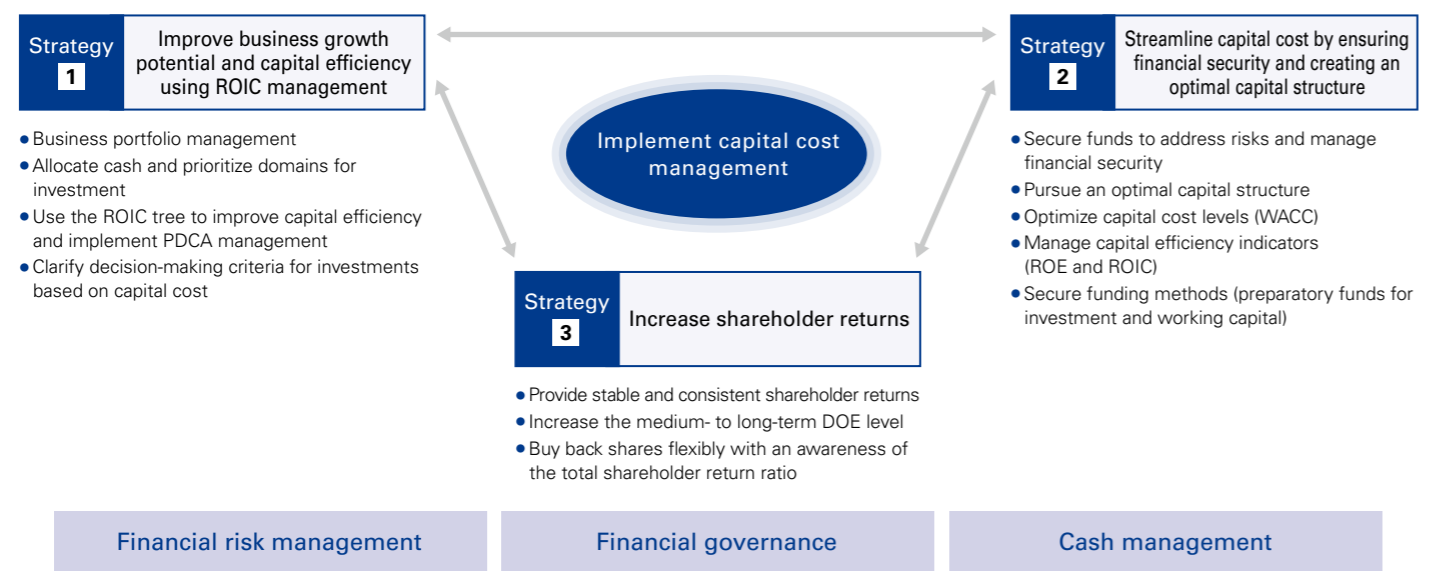 Strategy
1
Improve business growth
potential and capital efficiency
using ROIC management
• Business portfolio management
• Allocate cash and prioritize domains for
investment
• Use the ROIC tree to improve capital efficiency
and implement PDCA management
• Clarify decision-making criteria for investments
based on capital cost
Implement capital cost
management
Strategy
2
Streamline capital cost by ensuring
financial security and creating an
optimal capital structure
• Secure funds to address risks and manage
financial security
• Pursue an optimal capital structure
• Optimize capital cost levels (WACC)
• Manage capital efficiency indicators
(ROE and ROIC)
• Secure funding methods (preparatory funds for
investment and working capital)
Strategy
3
Increase shareholder returns
• Provide stable and consistent shareholder returns
• Increase the medium- to long-term DOE level
• Buy back shares flexibly with an awareness of
the total shareholder return ratio
Financial risk management
Financial governance
Cash management